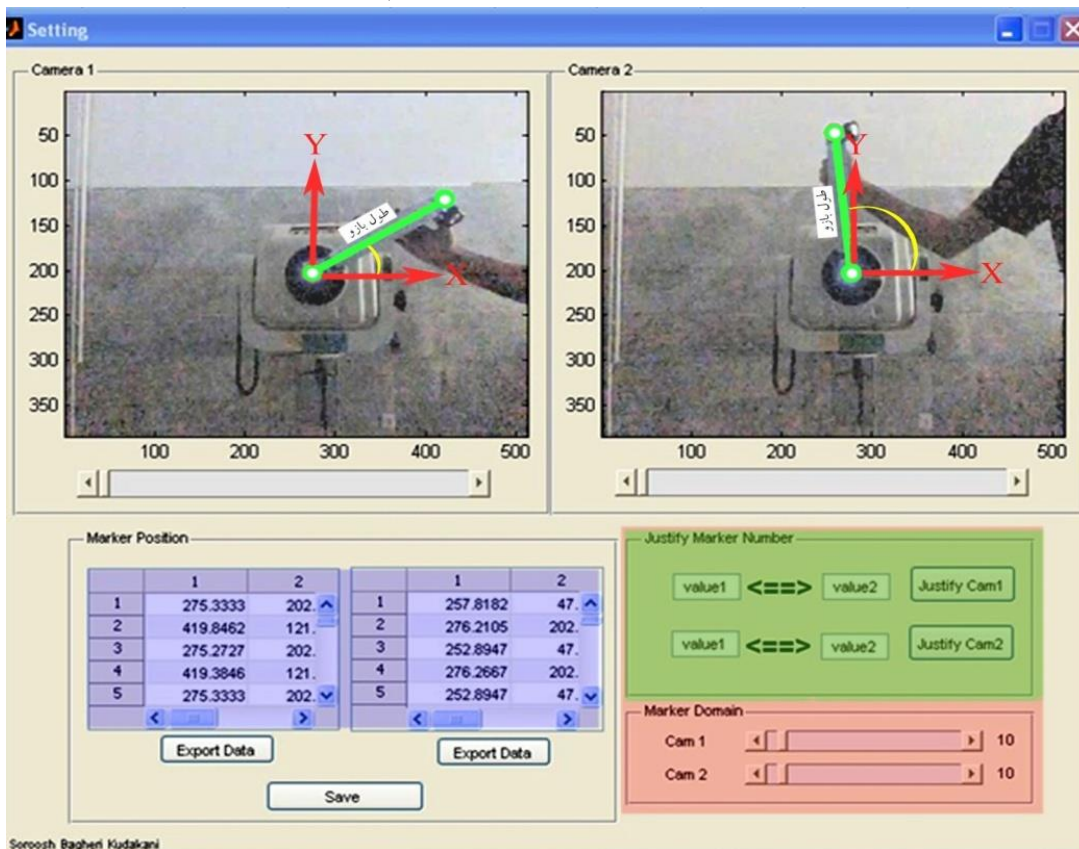 Setting
Camera 1
Camera 2
50
100
150
200
250
300
350
100 200 300 400 500
Y
X
طول بازو
50
100
150
200
250
300
350
100 200 300 400 500
Y
X
طول بازو
Marker Position
1 2
1 275.3333 202.
2 419.8462 121.
3 275.2727 202.
4 419.3846 121.
5 275.3333 202.
Export Data
1 2
1 257.8182 47.
2 276.2105 202.
3 252.8947 47.
4 276.2667 202.
5 252.8947 47.
Export Data
Save
Justify Marker Number
value1 <==> value2 Justify Cam1
value1 <==> value2 Justify Cam2
Marker Domain
Cam 1 10
Cam 2 10
Soroosh Bagheri Kudakani